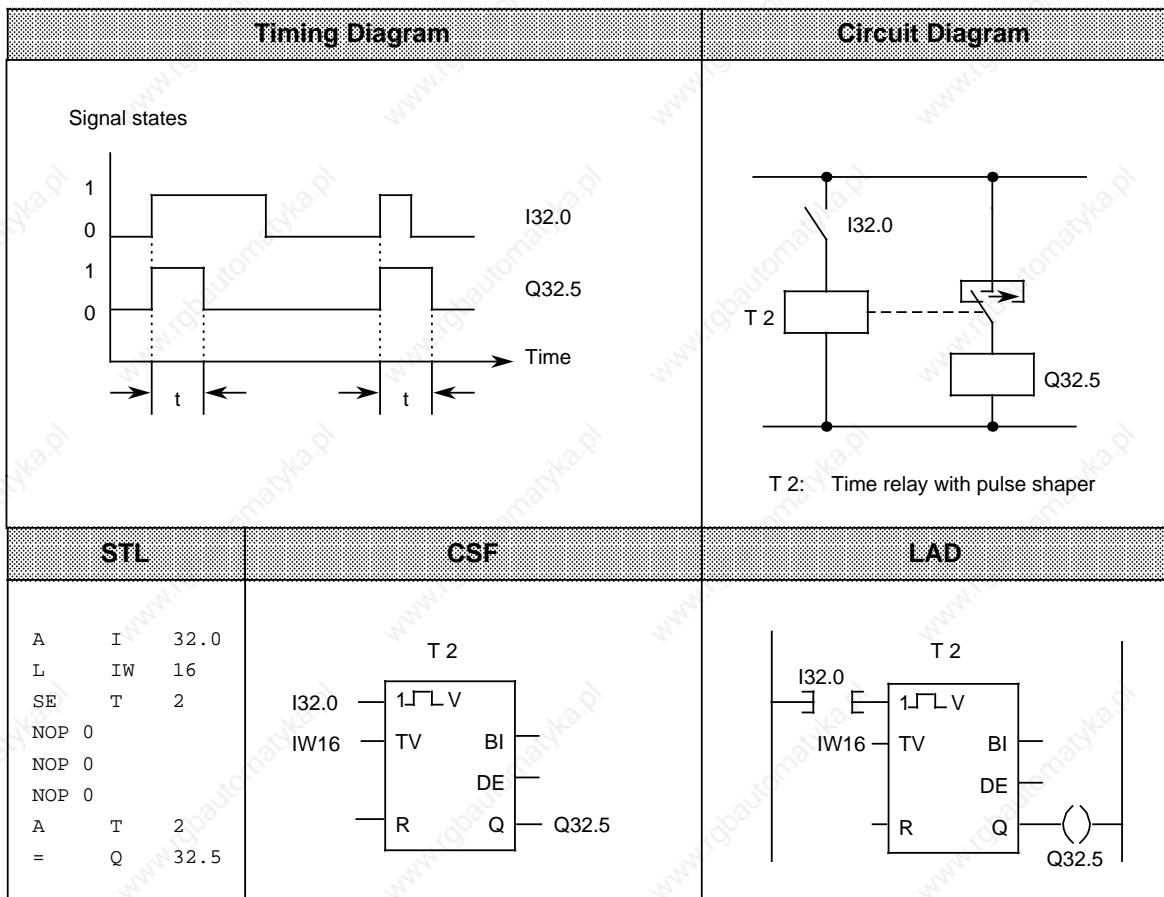 Timing Diagram
Circuit Diagram
Signal states
1
0
I32.0
1
0
Q32.5
Time
t
t
I32.0
T 2
Q32.5
T 2: Time relay with pulse shaper
STL
CSF
LAD
A I 32.0
L IW 16
SE T 2
NOP 0
NOP 0
NOP 0
A T 2
= Q 32.5
T 2
I32.0
1 V
IW16
TV
BI
DE
R
Q
Q32.5
T 2
I32.0
1 V
IW16
TV
BI
DE
R
Q
Q32.5
www.rgbautomatyka.pl